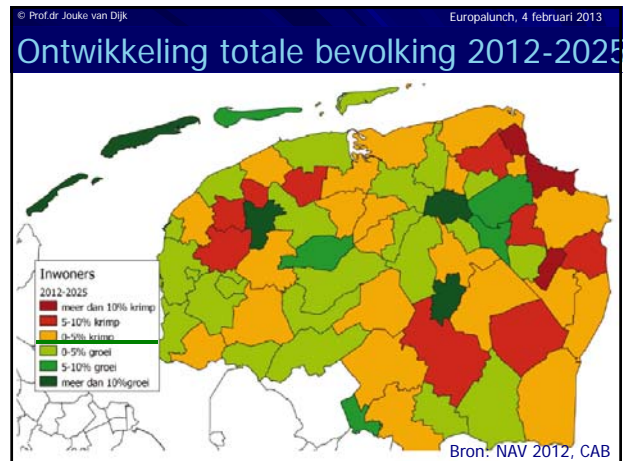 © Prof.dr Jouke van Dijk
Europalunch, 4 februari 2013
Ontwikkeling totale bevolking 2012-2025
Inwoners
2012-2025
meer dan 10% krimp
5-10% krimp
0-5% krimp
0-5% groei
5-10% groei
meer dan 10%groei
Bron: NAV 2012, CAB